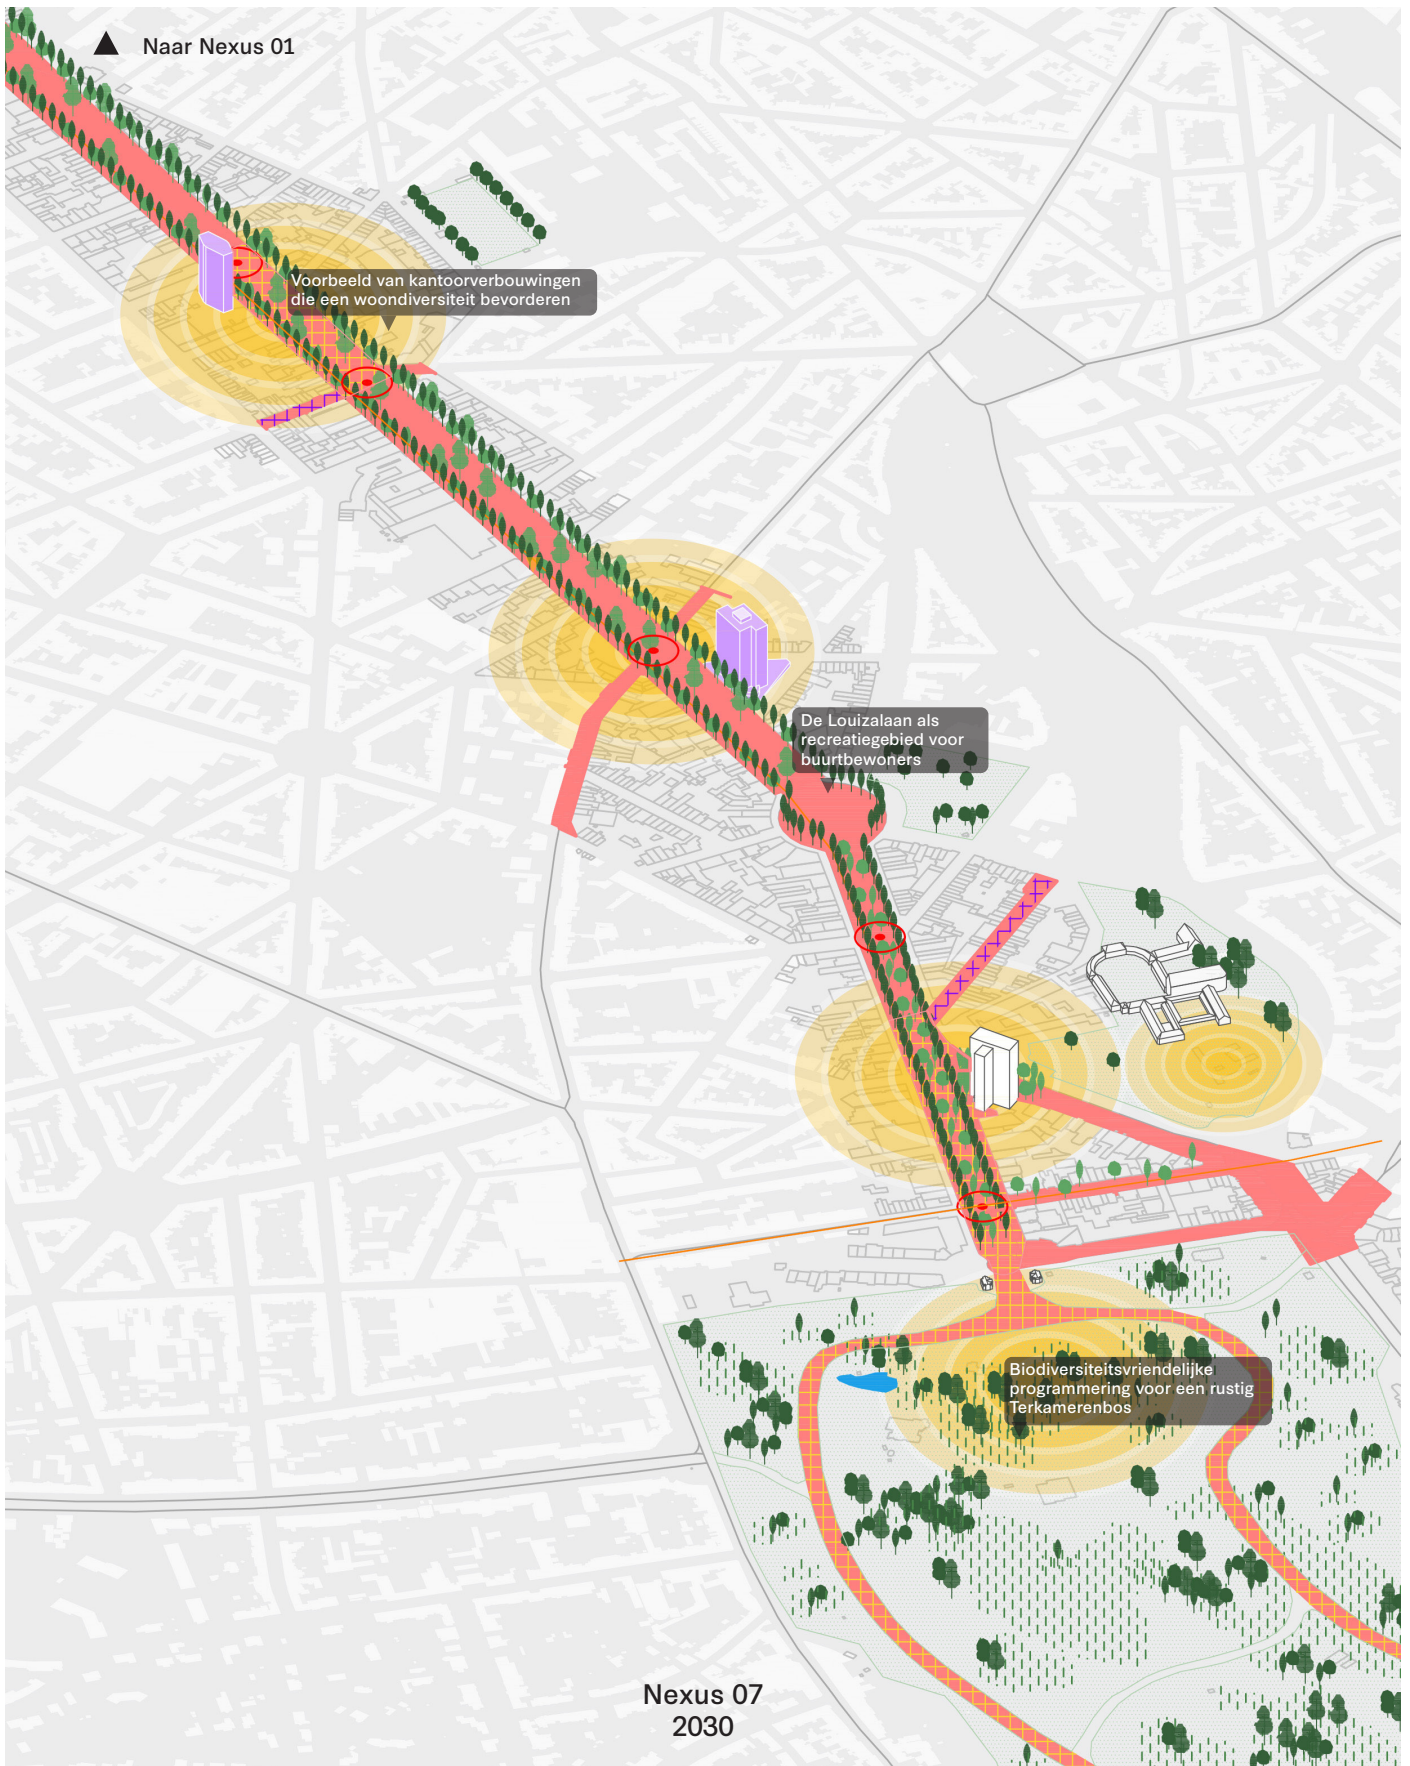 Naar Nexus 01
Voorbeeld van kantoorverbouwingen
die een woondiversiteit bevorderen
De Louizalaan als
recreatiegebied voor
buurtbewoners
Biodiversiteitsvriendelijke
programmering voor een rustig
Terkamerenbos
Nexus 07
2030